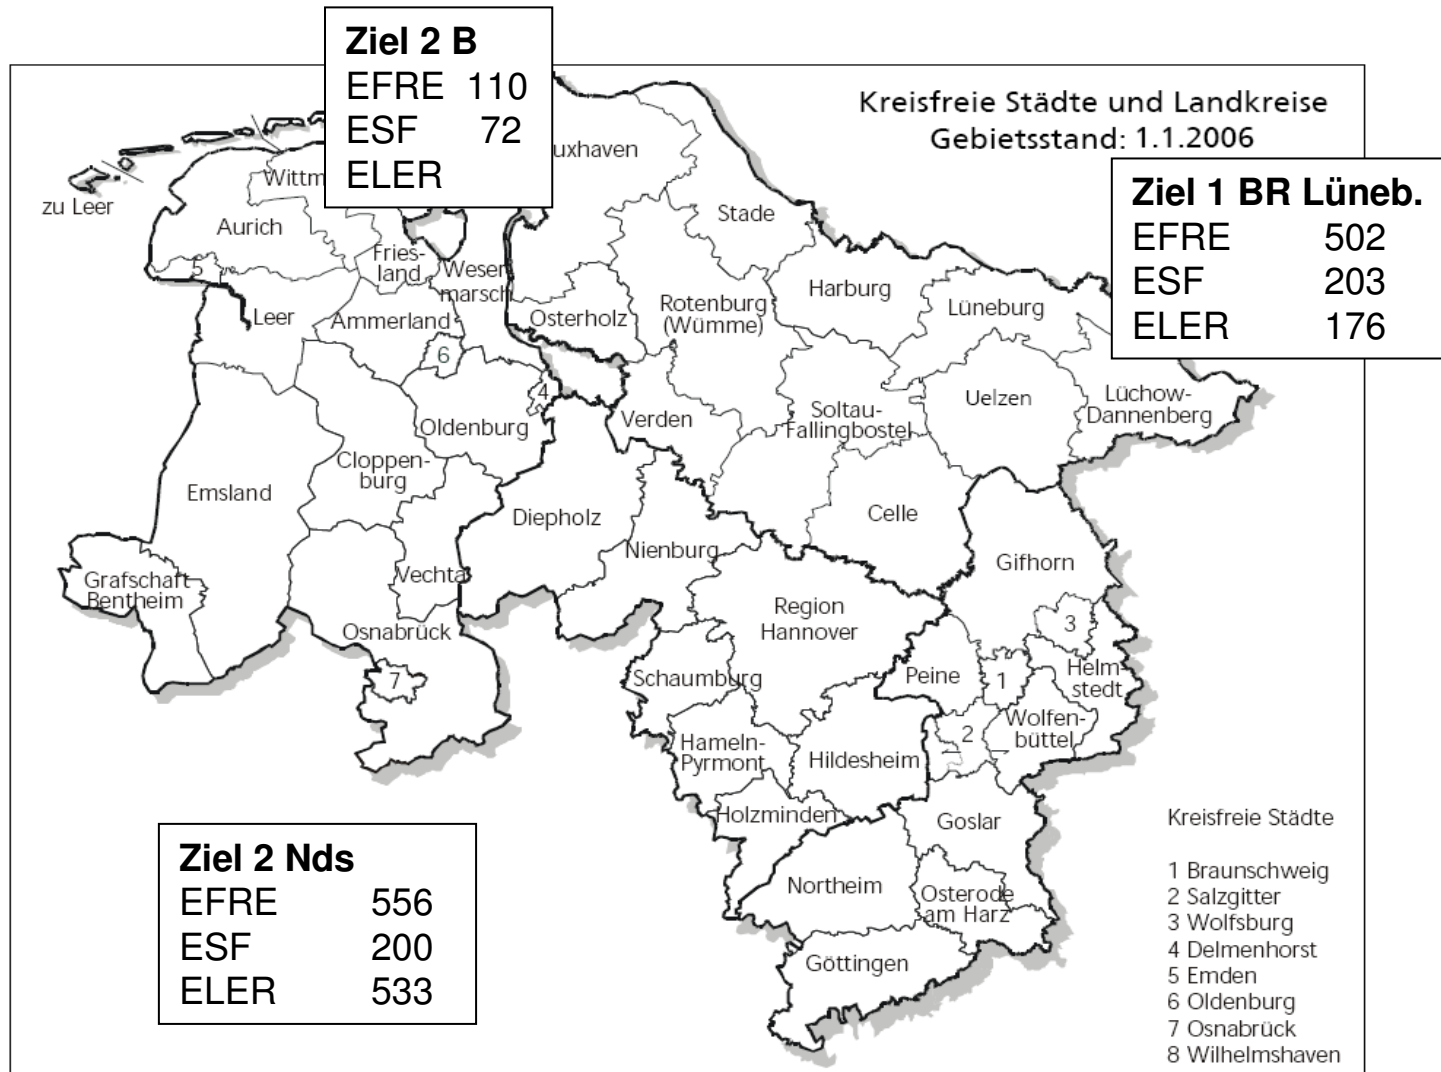 Ziel 2 B
EFRE 110
ESF 72
ELER
Kreisfreie Städte und Landkreise
Gebietsstand: 1.1.2006
Ziel 1 BR Lüneb.
EFRE 502
ESF 203
ELER 176
uxhaven
Wittm
zu Leer
Aurich
Stade
5
Fries-
land
Weser
marsch
Harburg
Lüneburg
Leer
Ammerland
Osterholz
Rotenburg
(Wümme)
6
4
Oldenburg
Verden
Soltau-
Fallingbostel
Uelzen
Lüchow-
Dannenberg
Cloppen-
burg
Emsland
Diepholz
Celle
Nienburg
Gifhorn
Grafschaft
Bentheim
Vechta
Osnabrück
Region
Hannover
3
7
Schaumburg
Peine
1
Helm-
stedt
2
Wolfen-
büttel
Hameln-
Pyrmont
Hildesheim
Holzminden
Goslar
Northeim
Osterode
am Harz
Göttingen
Ziel 2 Nds
EFRE 556
ESF 200
ELER 533
Kreisfreie Städte
1 Braunschweig
2 Salzgitter
3 Wolfsburg
4 Delmenhorst
5 Emden
6 Oldenburg
7 Osnabrück
8 Wilhelmshaven